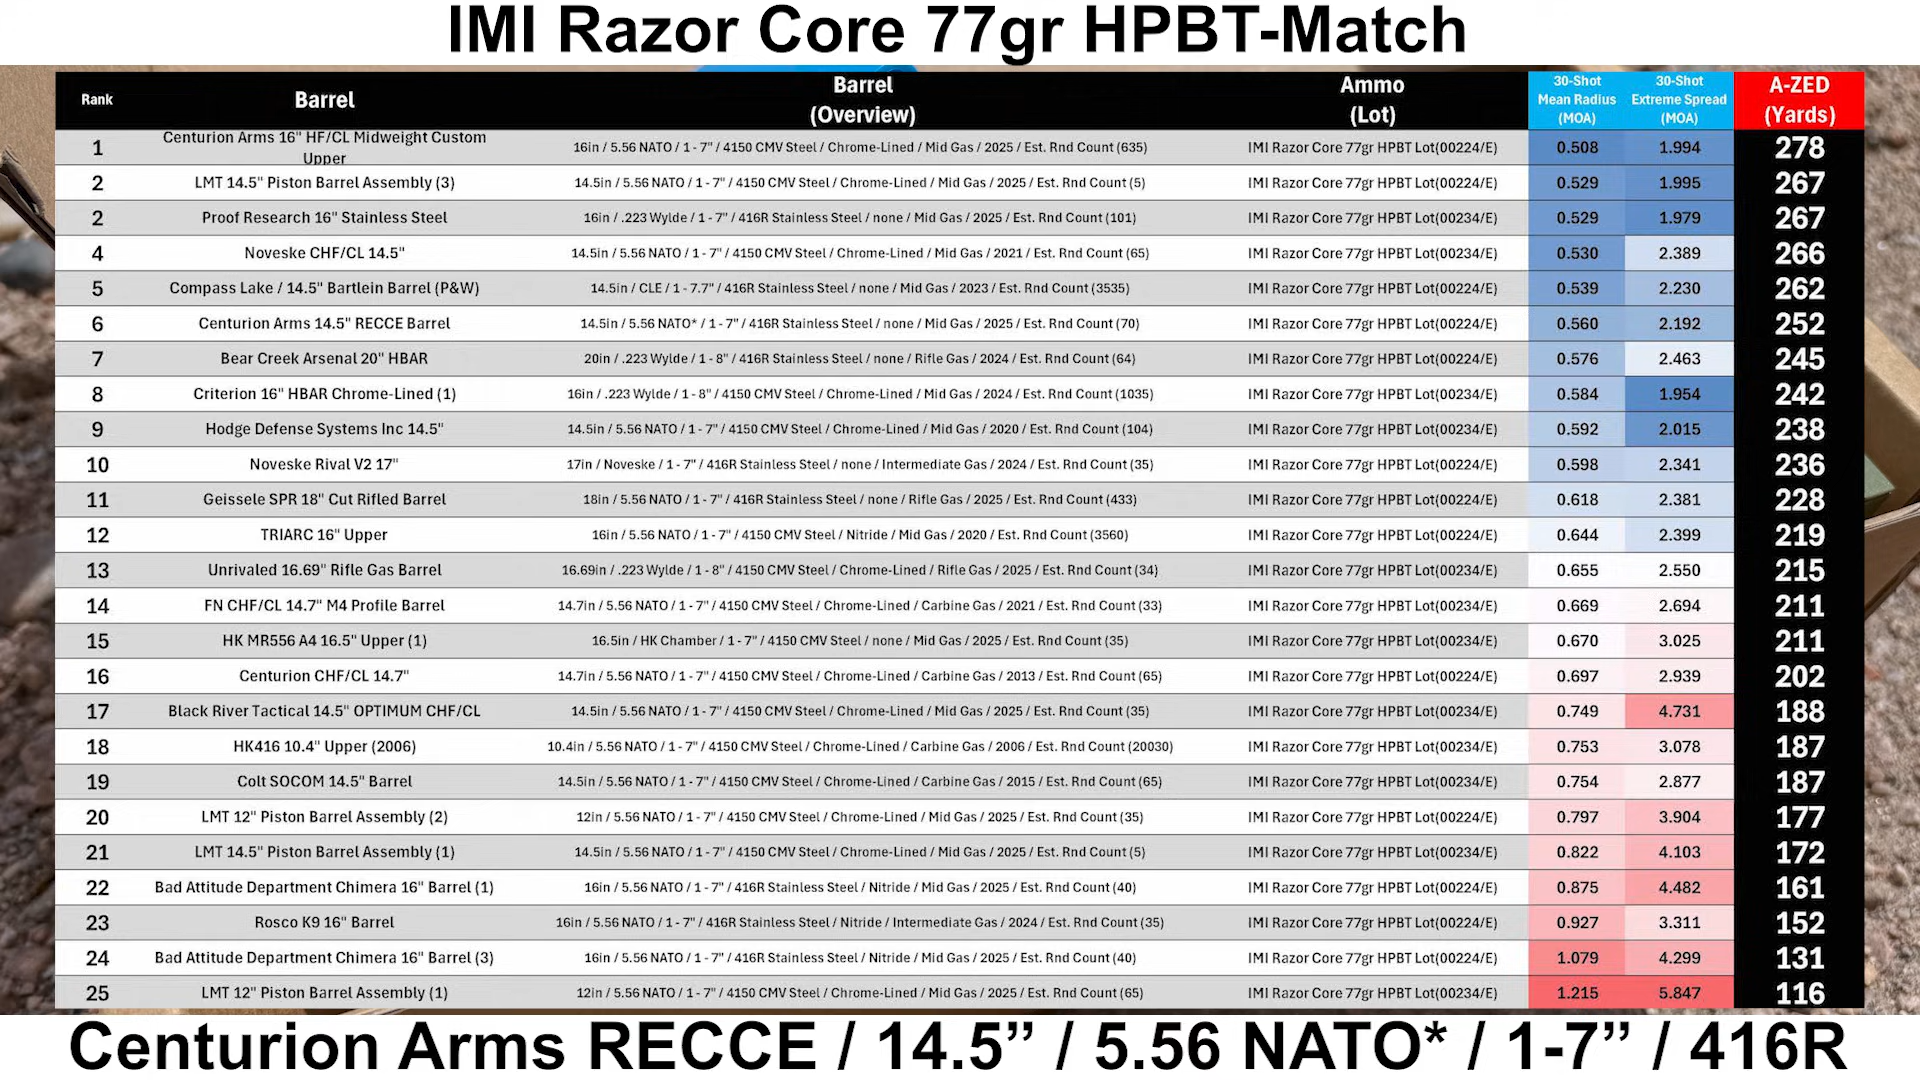 IMI Razor Core 77gr HPBT-Match
Rank Barrel Barrel (Overview) Ammo (Lot) 30-Shot Mean Radius (MOA) 30-Shot Extreme Spread (MOA) A-ZED (Yards)
1 Centurion Arms 16" HF/CL Midweight Custom Upper 16in / 5.56 NATO / 1 - 7" / 4150 CMV Steel / Chrome-Lined / Mid Gas / 2025 / Est. Rnd Count (635) IMI Razor Core 77gr HPBT Lot(00224/E) 0.508 1.994 278
2 LMT 14.5" Piston Barrel Assembly (3) 14.5in / 5.56 NATO / 1 - 7" / 4150 CMV Steel / Chrome-Lined / Mid Gas / 2025 / Est. Rnd Count (5) IMI Razor Core 77gr HPBT Lot(00224/E) 0.529 1.995 267
2 Proof Research 16" Stainless Steel 16in / .223 Wylde / 1 - 7" / 416R Stainless Steel / none / Mid Gas / 2025 / Est. Rnd Count (101) IMI Razor Core 77gr HPBT Lot(00234/E) 0.529 1.979 267
4 Noveske CHF/CL 14.5" 14.5in / 5.56 NATO / 1 - 7" / 4150 CMV Steel / Chrome-Lined / Mid Gas / 2021 / Est. Rnd Count (65) IMI Razor Core 77gr HPBT Lot(00234/E) 0.530 2.389 266
5 Compass Lake / 14.5" Bartlein Barrel (P&W) 14.5in / CLE / 1 - 7.7" / 416R Stainless Steel / none / Mid Gas / 2023 / Est. Rnd Count (3535) IMI Razor Core 77gr HPBT Lot(00234/E) 0.539 2.230 262
6 Centurion Arms 14.5" RECCE Barrel 14.5in / 5.56 NATO* / 1 - 7" / 416R Stainless Steel / none / Mid Gas / 2025 / Est. Rnd Count (70) IMI Razor Core 77gr HPBT Lot(00224/E) 0.560 2.192 252
7 Bear Creek Arsenal 20" HBAR 20in / .223 Wylde / 1 - 8" / 416R Stainless Steel / none / Rifle Gas / 2024 / Est. Rnd Count (64) IMI Razor Core 77gr HPBT Lot(00224/E) 0.576 2.463 245
8 Criterion 16" HBAR Chrome-Lined (1) 16in / .223 Wylde / 1 - 8" / 4150 CMV Steel / Chrome-Lined / Mid Gas / 2024 / Est. Rnd Count (1035) IMI Razor Core 77gr HPBT Lot(00224/E) 0.584 1.954 242
9 Hodge Defense Systems Inc 14.5" 14.5in / 5.56 NATO / 1 - 7" / 4150 CMV Steel / Chrome-Lined / Mid Gas / 2020 / Est. Rnd Count (104) IMI Razor Core 77gr HPBT Lot(00234/E) 0.592 2.015 238
10 Noveske Rival V2 17" 17in / Noveske / 1 - 7" / 416R Stainless Steel / none / Intermediate Gas / 2024 / Est. Rnd Count (35) IMI Razor Core 77gr HPBT Lot(00224/E) 0.598 2.341 236
11 Geissele SPR 18" Cut Rifled Barrel 18in / 5.56 NATO / 1 - 7" / 416R Stainless Steel / none / Rifle Gas / 2025 / Est. Rnd Count (433) IMI Razor Core 77gr HPBT Lot(00224/E) 0.618 2.381 228
12 TRIARC 16" Upper 16in / 5.56 NATO / 1 - 7" / 4150 CMV Steel / Nitride / Mid Gas / 2020 / Est. Rnd Count (3560) IMI Razor Core 77gr HPBT Lot(00224/E) 0.644 2.399 219
13 Unrivaled 16.69" Rifle Gas Barrel 16.69in / .223 Wylde / 1 - 8" / 4150 CMV Steel / Chrome-Lined / Rifle Gas / 2025 / Est. Rnd Count (34) IMI Razor Core 77gr HPBT Lot(00234/E) 0.655 2.550 215
14 FN CHF/CL 14.7" M4 Profile Barrel 14.7in / 5.56 NATO / 1 - 7" / 4150 CMV Steel / Chrome-Lined / Carbine Gas / 2021 / Est. Rnd Count (33) IMI Razor Core 77gr HPBT Lot(00234/E) 0.669 2.694 211
15 HK MR556 A4 16.5" Upper (1) 16.5in / HK Chamber / 1 - 7" / 4150 CMV Steel / none / Mid Gas / 2025 / Est. Rnd Count (35) IMI Razor Core 77gr HPBT Lot(00234/E) 0.670 3.025 211
16 Centurion CHF/CL 14.7" 14.7in / 5.56 NATO / 1 - 7" / 4150 CMV Steel / Chrome-Lined / Carbine Gas / 2013 / Est. Rnd Count (65) IMI Razor Core 77gr HPBT Lot(00234/E) 0.697 2.939 202
17 Black River Tactical 14.5" OPTIMUM CHF/CL 14.5in / 5.56 NATO / 1 - 7" / 4150 CMV Steel / Chrome-Lined / Mid Gas / 2025 / Est. Rnd Count (35) IMI Razor Core 77gr HPBT Lot(00234/E) 0.749 4.731 188
18 HK416 10.4" Upper (2006) 10.4in / 5.56 NATO / 1 - 7" / 4150 CMV Steel / Chrome-Lined / Carbine Gas / 2006 / Est. Rnd Count (20030) IMI Razor Core 77gr HPBT Lot(00234/E) 0.753 3.078 187
19 Colt SOCOM 14.5" Barrel 14.5in / 5.56 NATO / 1 - 7" / 4150 CMV Steel / Chrome-Lined / Carbine Gas / 2015 / Est. Rnd Count (65) IMI Razor Core 77gr HPBT Lot(00234/E) 0.754 2.877 187
20 LMT 12" Piston Barrel Assembly (2) 12in / 5.56 NATO / 1 - 7" / 4150 CMV Steel / Chrome-Lined / Mid Gas / 2025 / Est. Rnd Count (35) IMI Razor Core 77gr HPBT Lot(00224/E) 0.797 3.904 177
21 LMT 14.5" Piston Barrel Assembly (1) 14.5in / 5.56 NATO / 1 - 7" / 4150 CMV Steel / Chrome-Lined / Mid Gas / 2025 / Est. Rnd Count (5) IMI Razor Core 77gr HPBT Lot(00234/E) 0.822 4.103 172
22 Bad Attitude Department Chimera 16" Barrel (1) 16in / 5.56 NATO / 1 - 7" / 416R Stainless Steel / Nitride / Mid Gas / 2025 / Est. Rnd Count (40) IMI Razor Core 77gr HPBT Lot(00224/E) 0.875 4.482 161
23 Rosco K9 16" Barrel 16in / 5.56 NATO / 1 - 7" / 416R Stainless Steel / Nitride / Intermediate Gas / 2024 / Est. Rnd Count (35) IMI Razor Core 77gr HPBT Lot(00224/E) 0.927 3.311 152
24 Bad Attitude Department Chimera 16" Barrel (3) 16in / 5.56 NATO / 1 - 7" / 416R Stainless Steel / Nitride / Mid Gas / 2025 / Est. Rnd Count (40) IMI Razor Core 77gr HPBT Lot(00224/E) 1.079 4.299 131
25 LMT 12" Piston Barrel Assembly (1) 12in / 5.56 NATO / 1 - 7" / 4150 CMV Steel / Chrome-Lined / Mid Gas / 2025 / Est. Rnd Count (65) IMI Razor Core 77gr HPBT Lot(00234/E) 1.215 5.847 116
Centurion Arms RECCE / 14.5” / 5.56 NATO* / 1-7” / 416R